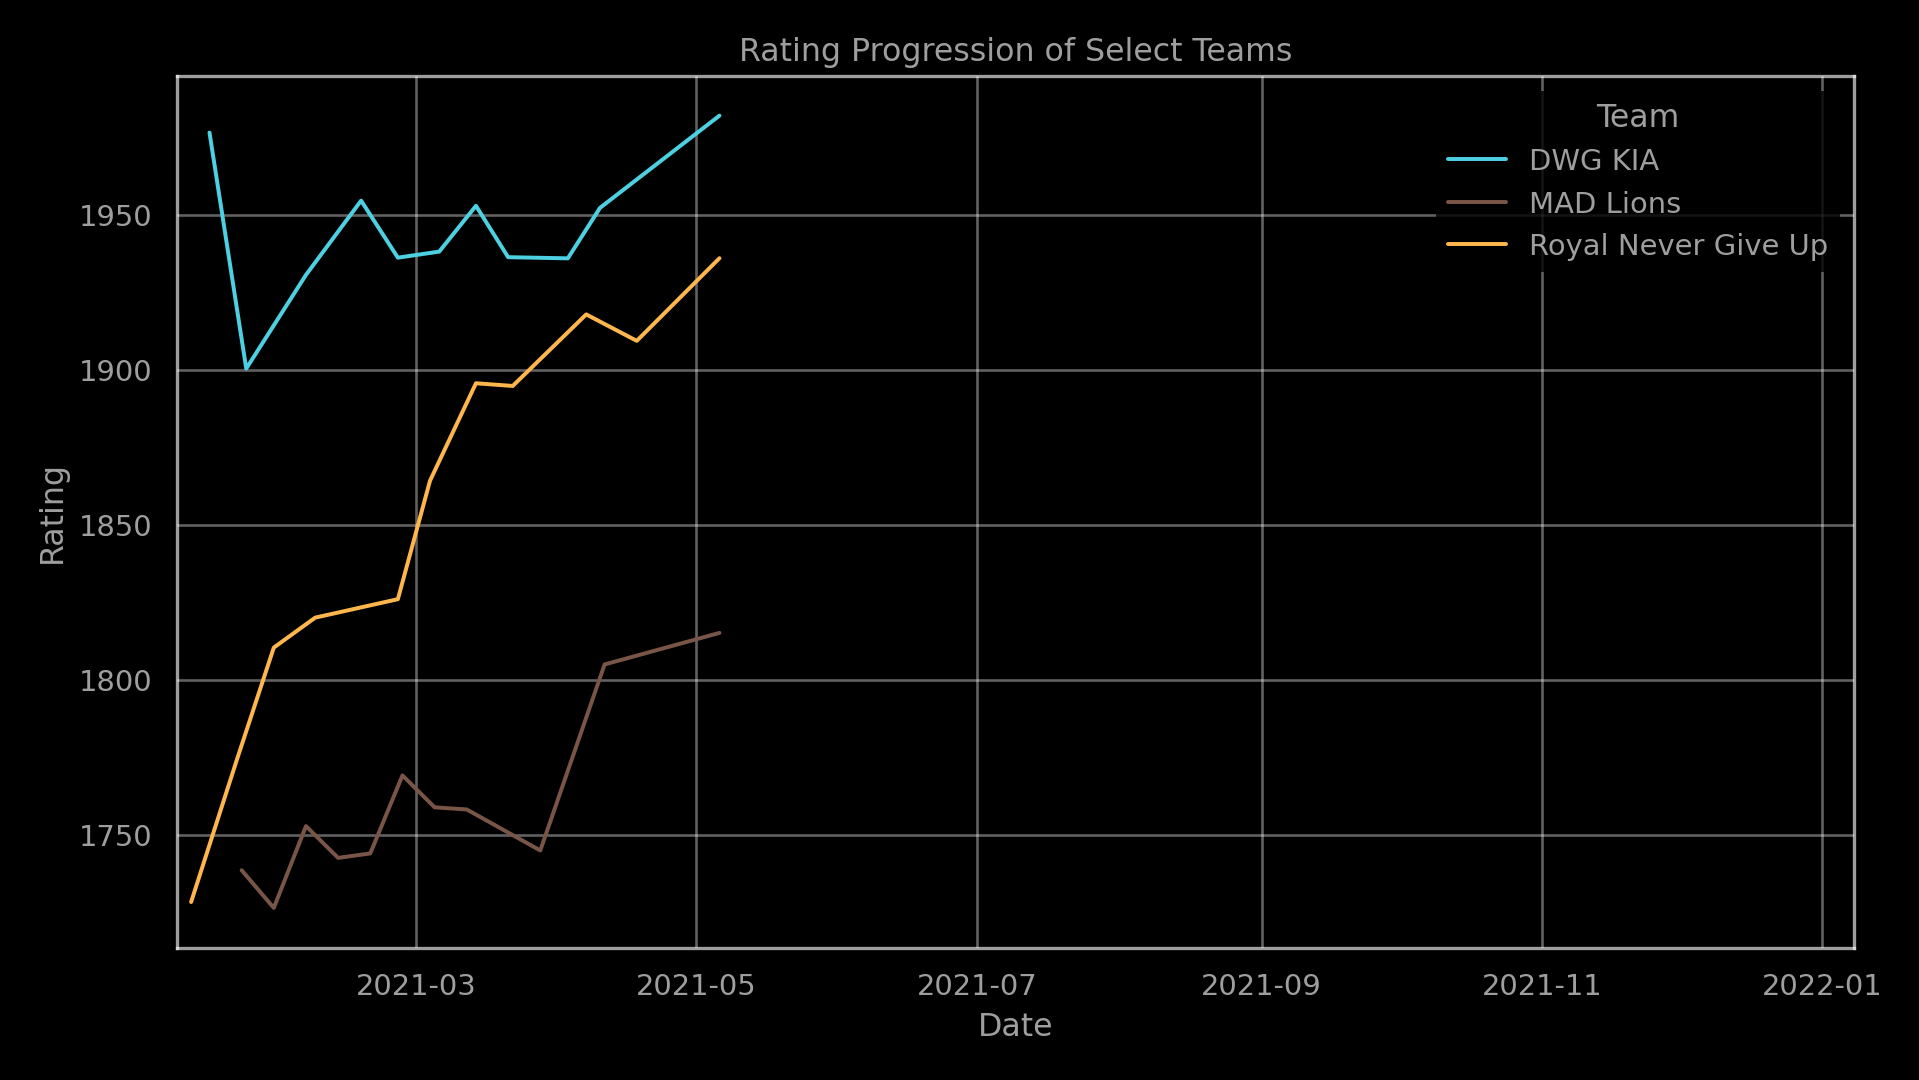 Rating Progression of Select Teams
Team
DWG KIA
MAD Lions
Royal Never Give Up
Rating
1950
1900
1850
1800
1750
2021-03
2021-05
2021-07
2021-09
2021-11
2022-01
Date